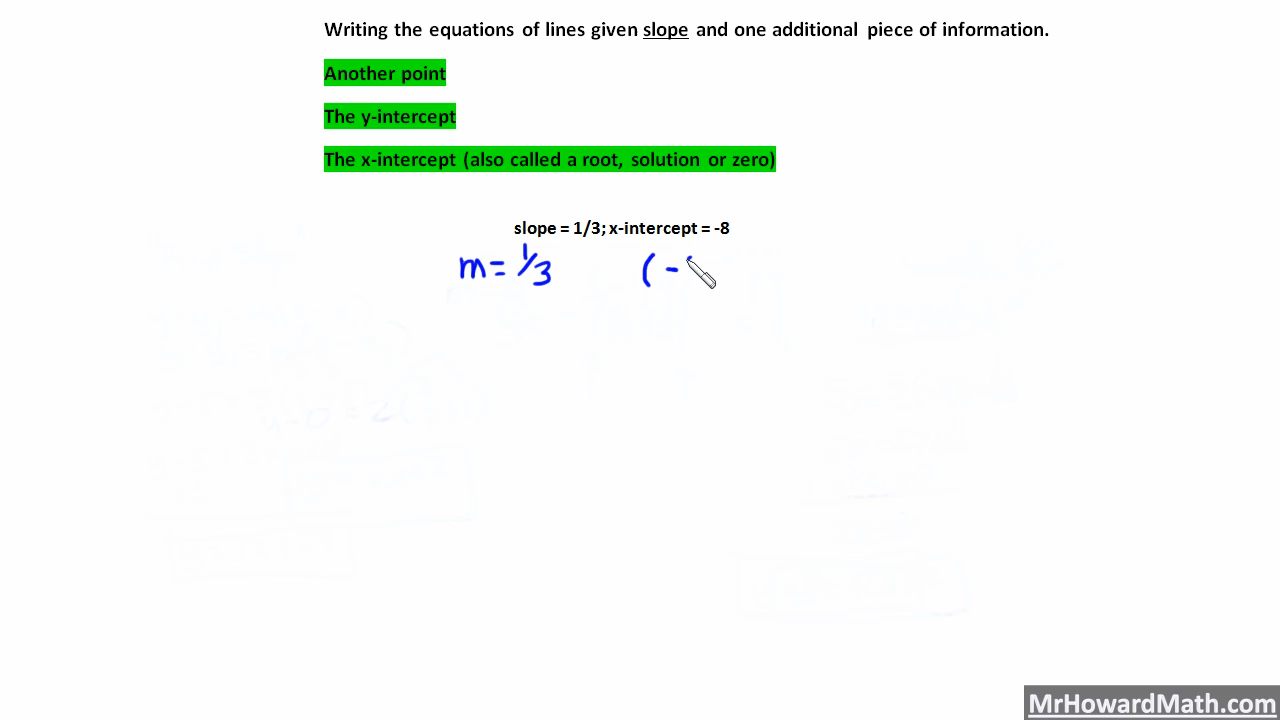 Writing the equations of lines given slope and one additional piece of information.
Another point
The y-intercept
The x-intercept (also called a root, solution or zero)
slope = 1/3; x-intercept = -8
m = 1/3 ( -
MrHowardMath.com